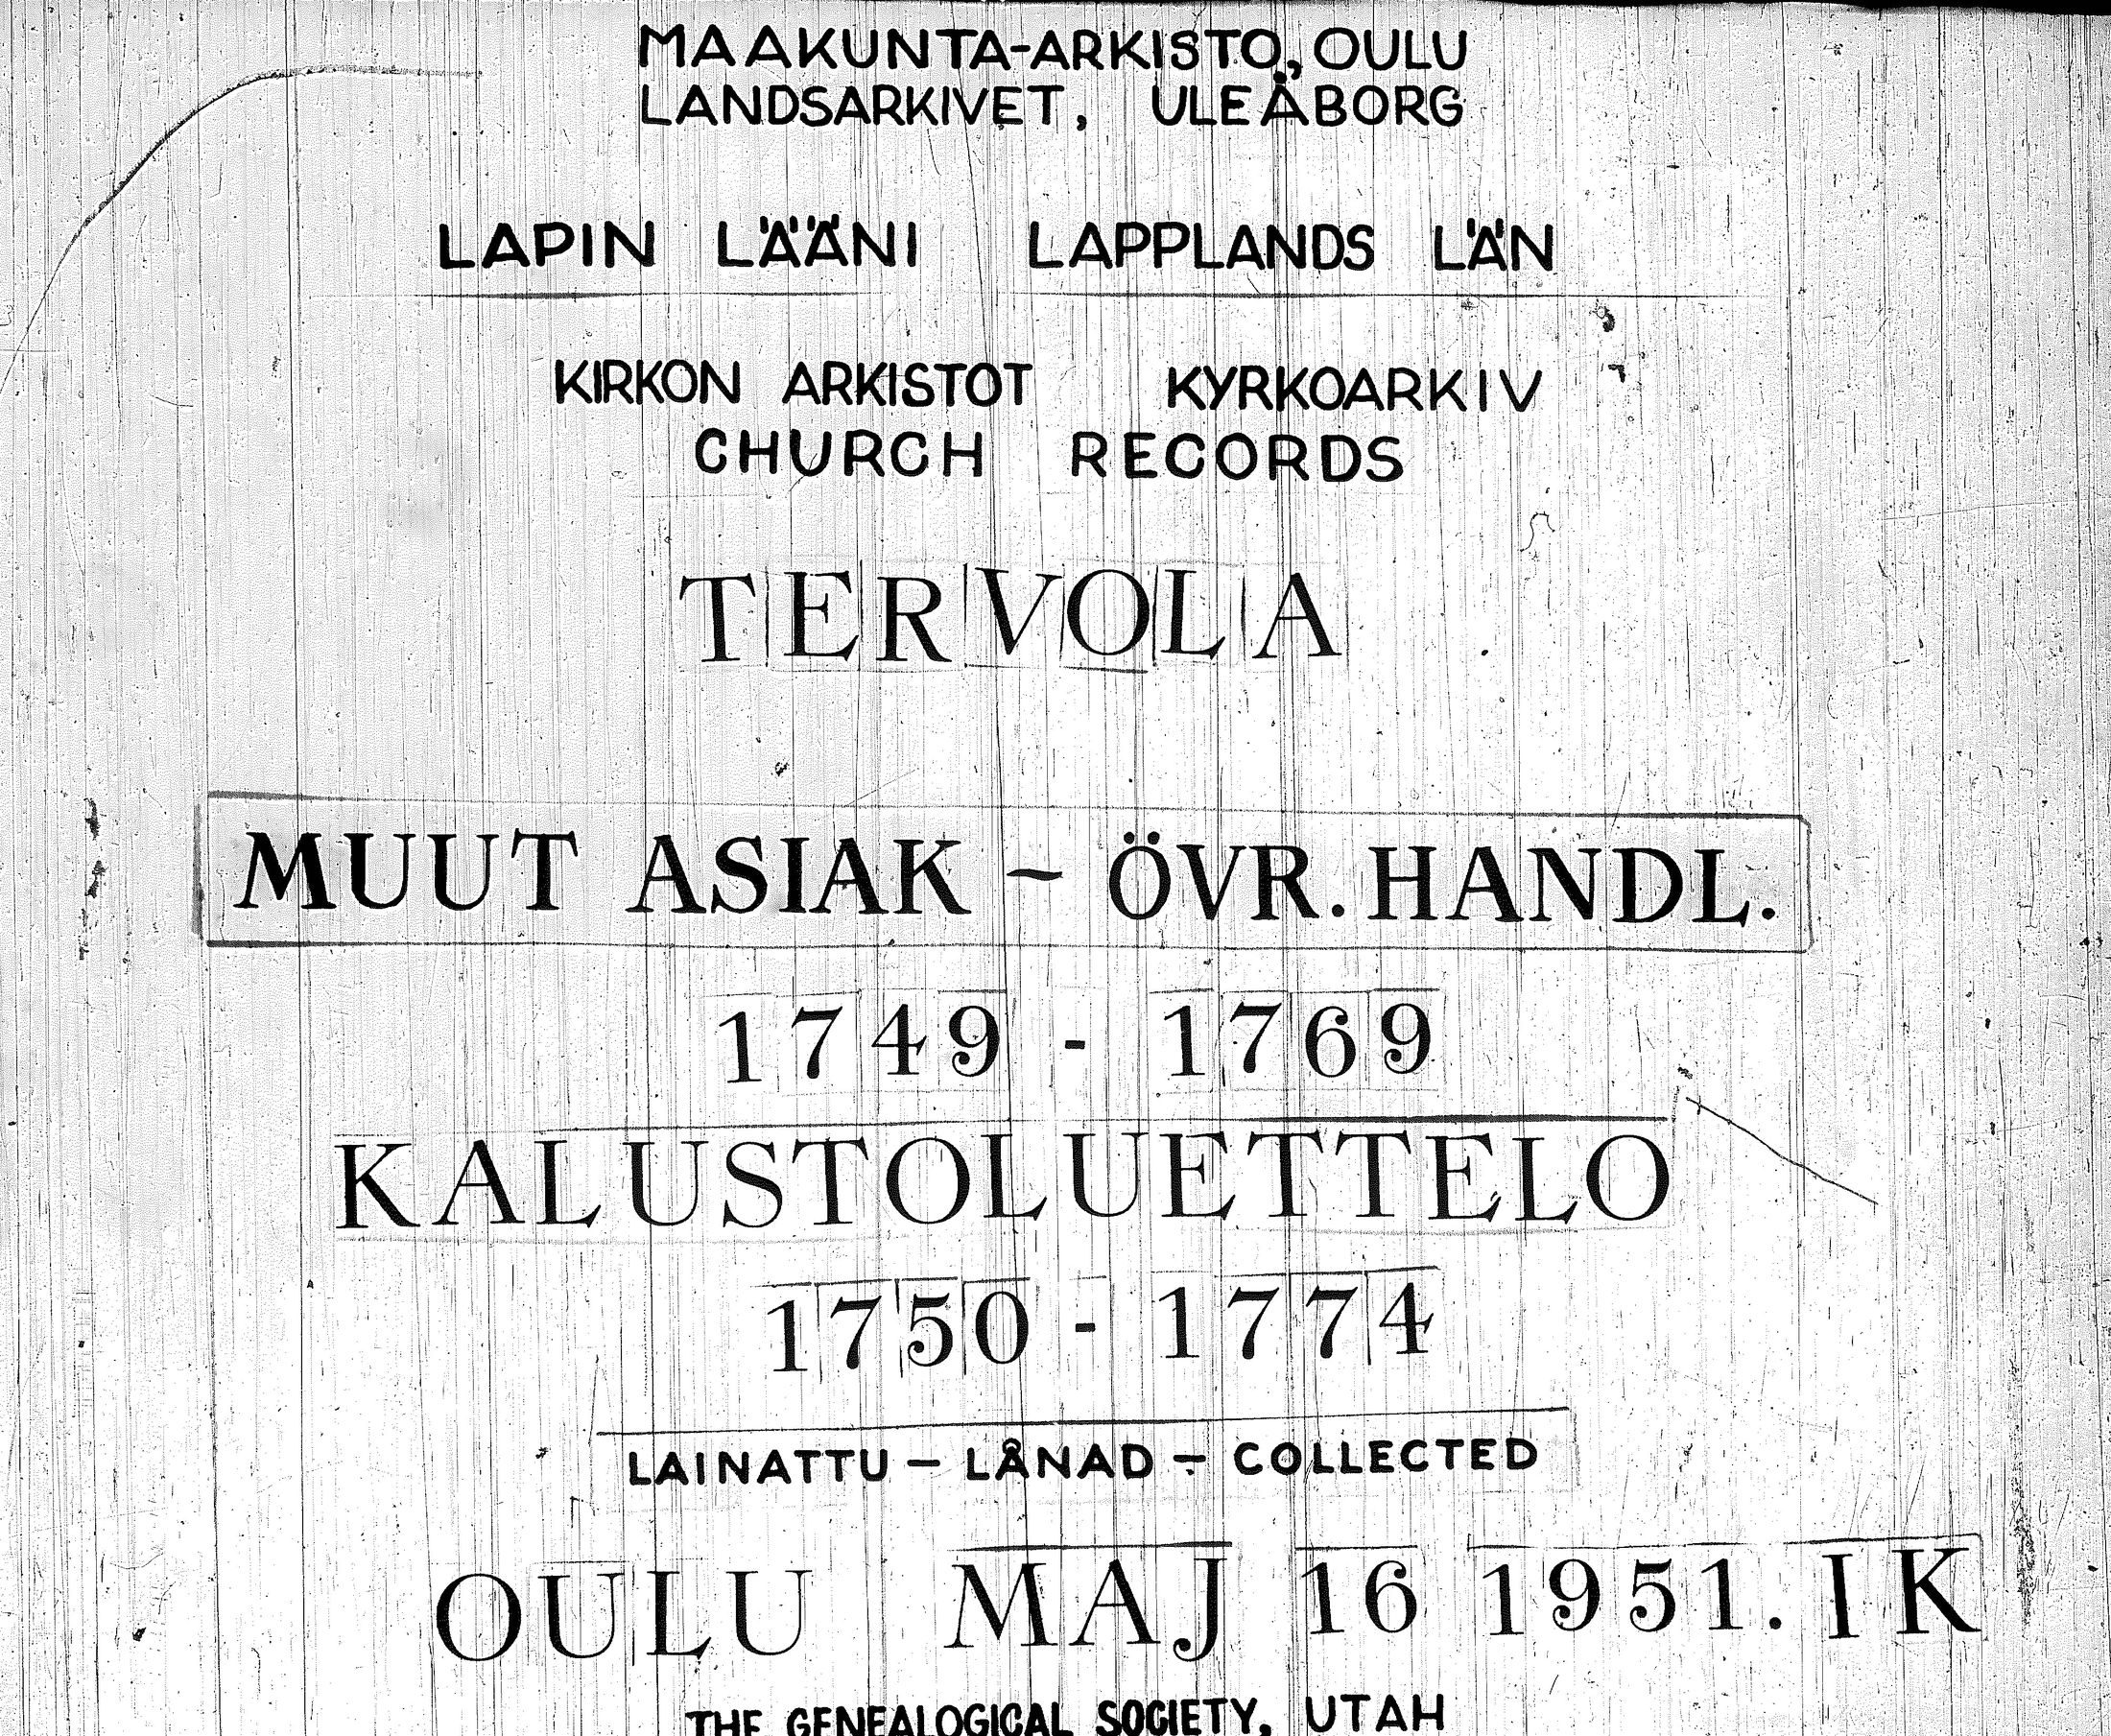 MAAKUNTA-ARKISTO, OULU
LANDSARKIVET, ULEÅBORG
LAPIN LÄÄNI LAPPLANDS LÄN
KIRKON ARKISTOT KYRKOARKIV
CHURCH RECORDS
TERVOLA
MUUT ASIAK - ÖVR. HANDL.
1749 - 1769
KALUSTOLUETTELO
1750 - 1774
LAINATTU - LÅNAD - COLLECTED
OULU MAJ 16 1951. IK
THE GENEALOGICAL SOCIETY, UTAH